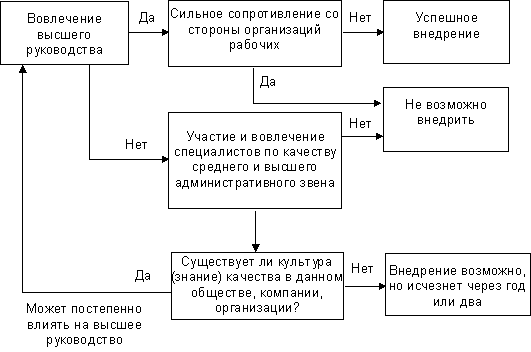 Вовлечение
высшего
руководства
Да
Сильное сопротивление со
стороны организаций
рабочих
Нет
Успешное
внедрение
Да
Не возможно
внедрить
Нет
Участие и вовлечение
специалистов по качеству
среднего и высшего
административного звена
Нет
Существует ли культура
(знание) качества в данном
обществе, компании,
организации?
Да
Нет
Внедрение возможно,
но исчезнет через год
или два
Может постепенно
влиять на высшее
руководство